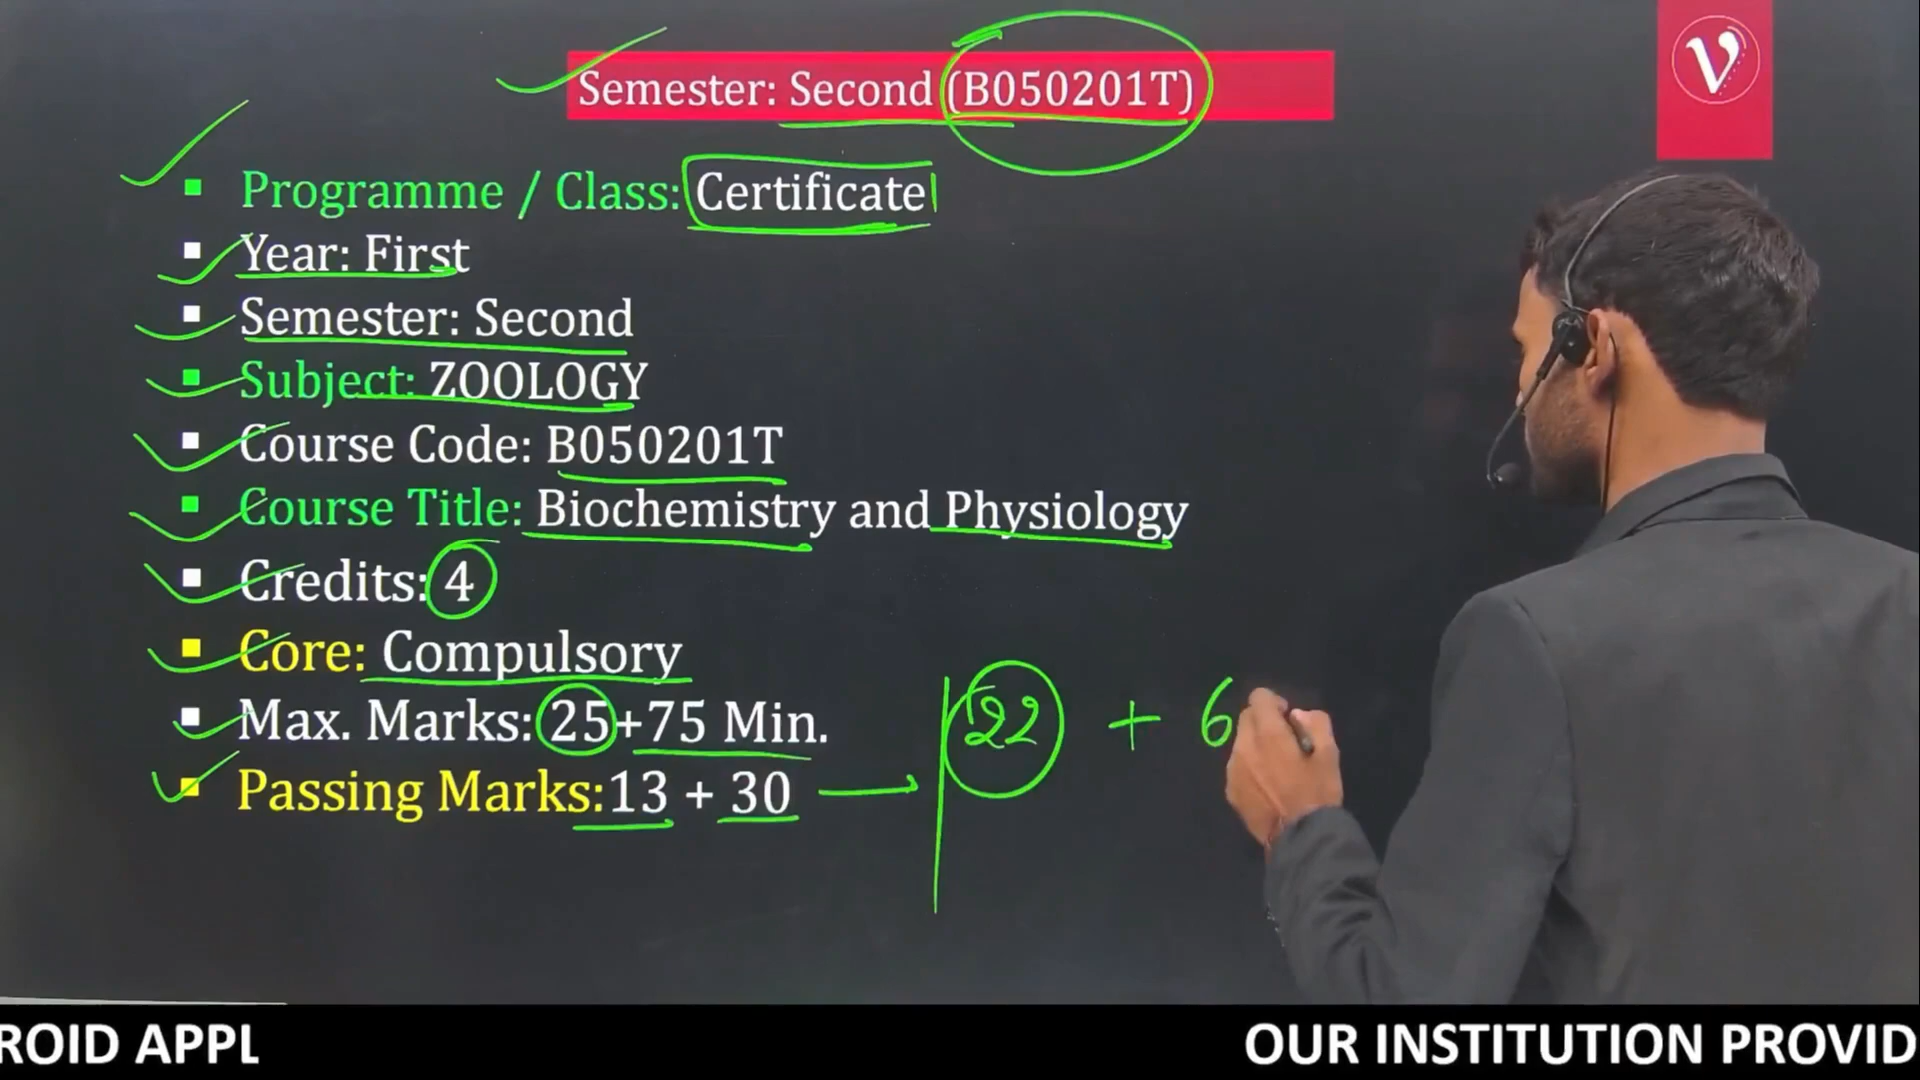 Semester: Second (B050201T)
V
Programme / Class: Certificate
Year: First
Semester: Second
Subject: ZOOLOGY
Course Code: B050201T
Course Title: Biochemistry and Physiology
Credits: 4
Core: Compulsory
Max. Marks: 25+75 Min.
Passing Marks:13 + 30
22 + 6
ROID APPL
OUR INSTITUTION PROVID